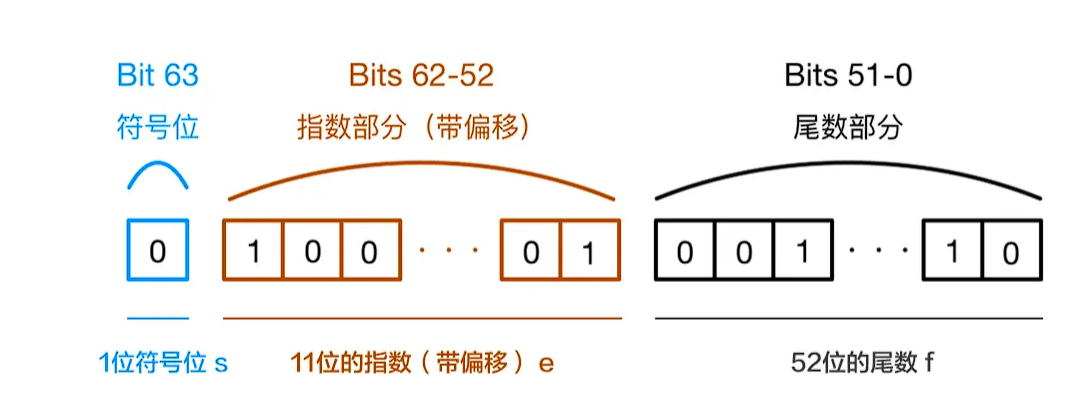 Bit 63 Bits 62-52 Bits 51-0
符号位 指数部分（带偏移） 尾数部分
0 1 0 0 · · · 0 1 0 0 1 · · · 1 0
1位符号位 s 11位的指数（带偏移）e 52位的尾数 f